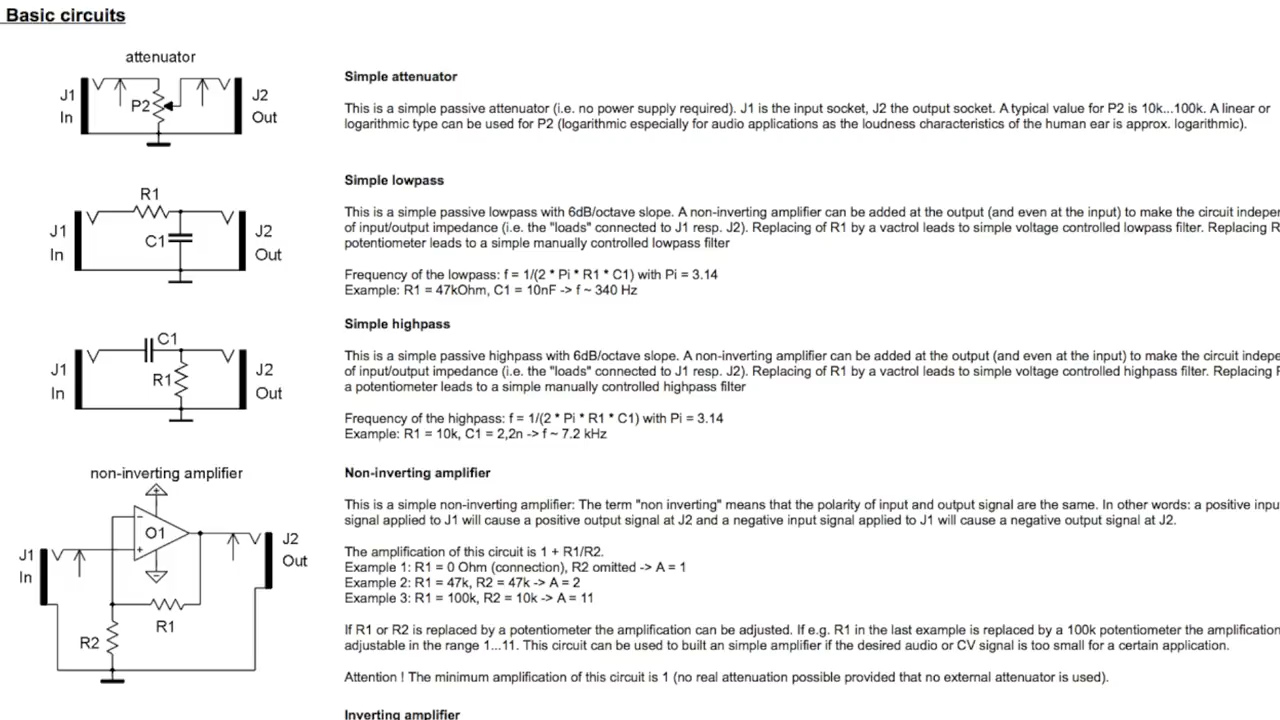 Basic circuits
attenuator
J1
In
P2
J2
Out
Simple attenuator
This is a simple passive attenuator (i.e. no power supply required). J1 is the input socket, J2 the output socket. A typical value for P2 is 10k...100k. A linear or
logarithmic type can be used for P2 (logarithmic especially for audio applications as the loudness characteristics of the human ear is approx. logarithmic).
R1
J1
In
C1
J2
Out
Simple lowpass
This is a simple passive lowpass with 6dB/octave slope. A non-inverting amplifier can be added at the output (and even at the input) to make the circuit indeper
of input/output impedance (i.e. the "loads" connected to J1 resp. J2). Replacing of R1 by a vactrol leads to simple voltage controlled lowpass filter. Replacing R
potentiometer leads to a simple manually controlled lowpass filter
Frequency of the lowpass: f = 1/(2 * Pi * R1 * C1) with Pi = 3.14
Example: R1 = 47kOhm, C1 = 10nF -> f ~ 340 Hz
C1
J1
In
R1
J2
Out
Simple highpass
This is a simple passive highpass with 6dB/octave slope. A non-inverting amplifier can be added at the output (and even at the input) to make the circuit indepe
of input/output impedance (i.e. the "loads" connected to J1 resp. J2). Replacing of R1 by a vactrol leads to simple voltage controlled highpass filter. Replacing F
a potentiometer leads to a simple manually controlled highpass filter
Frequency of the highpass: f = 1/(2 * Pi * R1 * C1) with Pi = 3.14
Example: R1 = 10k, C1 = 2,2n -> f ~ 7.2 kHz
non-inverting amplifier
O1
J1
In
J2
Out
R1
R2
Non-inverting amplifier
This is a simple non-inverting amplifier: The term "non inverting" means that the polarity of input and output signal are the same. In other words: a positive inpu
signal applied to J1 will cause a positive output signal at J2 and a negative input signal applied to J1 will cause a negative output signal at J2.
The amplification of this circuit is 1 + R1/R2.
Example 1: R1 = 0 Ohm (connection), R2 omitted -> A = 1
Example 2: R1 = 47k, R2 = 47k -> A = 2
Example 3: R1 = 100k, R2 = 10k -> A = 11
If R1 or R2 is replaced by a potentiometer the amplification can be adjusted. If e.g. R1 in the last example is replaced by a 100k potentiometer the amplification
adjustable in the range 1...11. This circuit can be used to built an simple amplifier if the desired audio or CV signal is too small for a certain application.
Attention ! The minimum amplification of this circuit is 1 (no real attenuation possible provided that no external attenuator is used).
Inverting amplifier